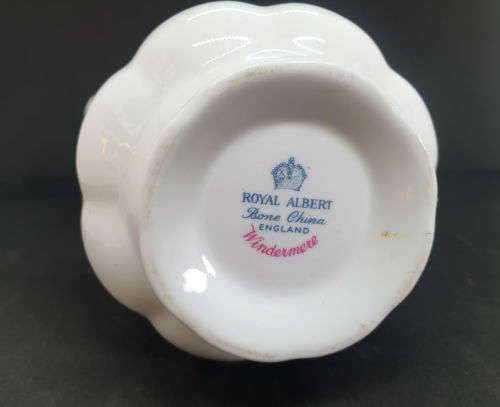 ROYAL ALBERT
Bone China
ENGLAND
Windermere